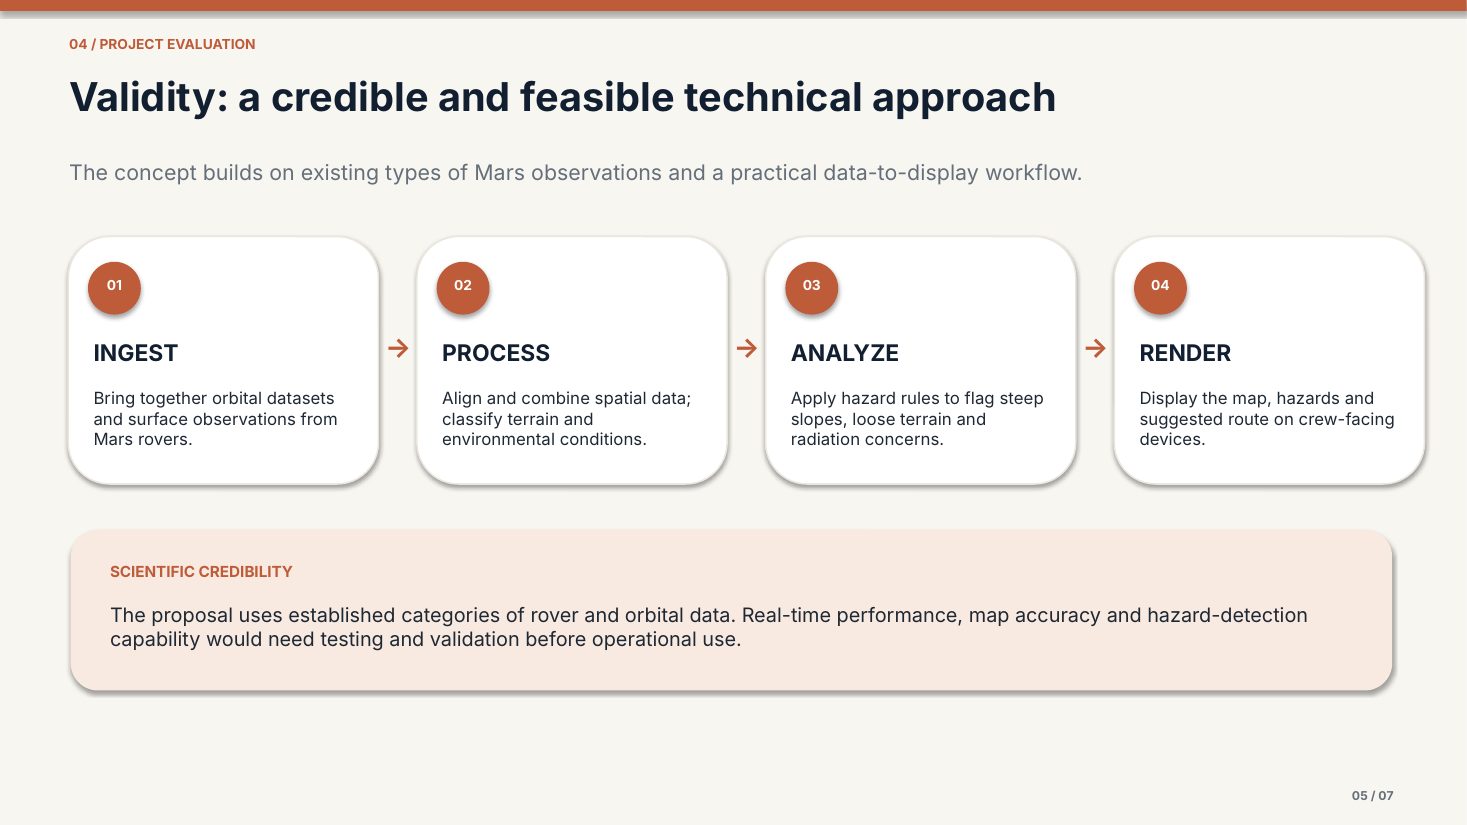 04 / PROJECT EVALUATION
Validity: a credible and feasible technical approach
The concept builds on existing types of Mars observations and a practical data-to-display workflow.
01
INGEST
Bring together orbital datasets
and surface observations from
Mars rovers.
→
02
PROCESS
Align and combine spatial data;
classify terrain and
environmental conditions.
→
03
ANALYZE
Apply hazard rules to flag steep
slopes, loose terrain and
radiation concerns.
→
04
RENDER
Display the map, hazards and
suggested route on crew-facing
devices.
SCIENTIFIC CREDIBILITY
The proposal uses established categories of rover and orbital data. Real-time performance, map accuracy and hazard-detection
capability would need testing and validation before operational use.
05 / 07